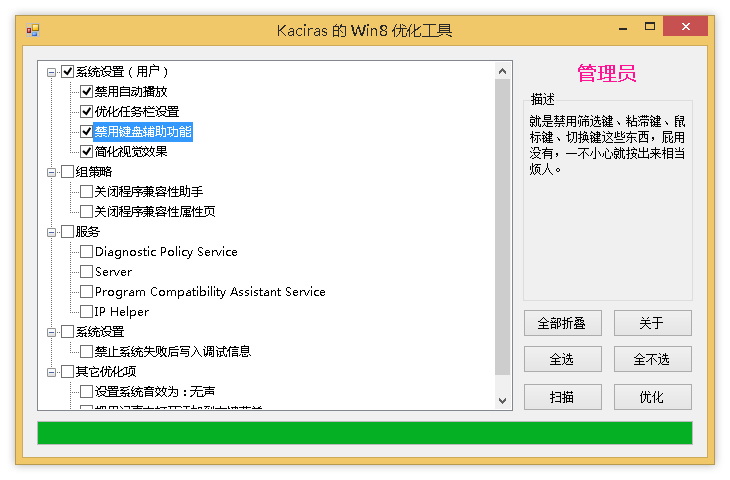 Kaciras 的 Win8 优化工具
系统设置（用户）
禁用自动播放
优化任务栏设置
禁用键盘辅助功能
简化视觉效果
组策略
关闭程序兼容性助手
关闭程序兼容性属性页
服务
Diagnostic Policy Service
Server
Program Compatibility Assistant Service
IP Helper
系统设置
禁止系统失败后写入调试信息
其它优化项
设置系统音效为：无声
管理员
描述
就是禁用筛选键、粘滞键、鼠
标键、切换键这些东西，屁用
没有，一不小心就按出来相当
烦人。
全部折叠
关于
全选
全不选
扫描
优化